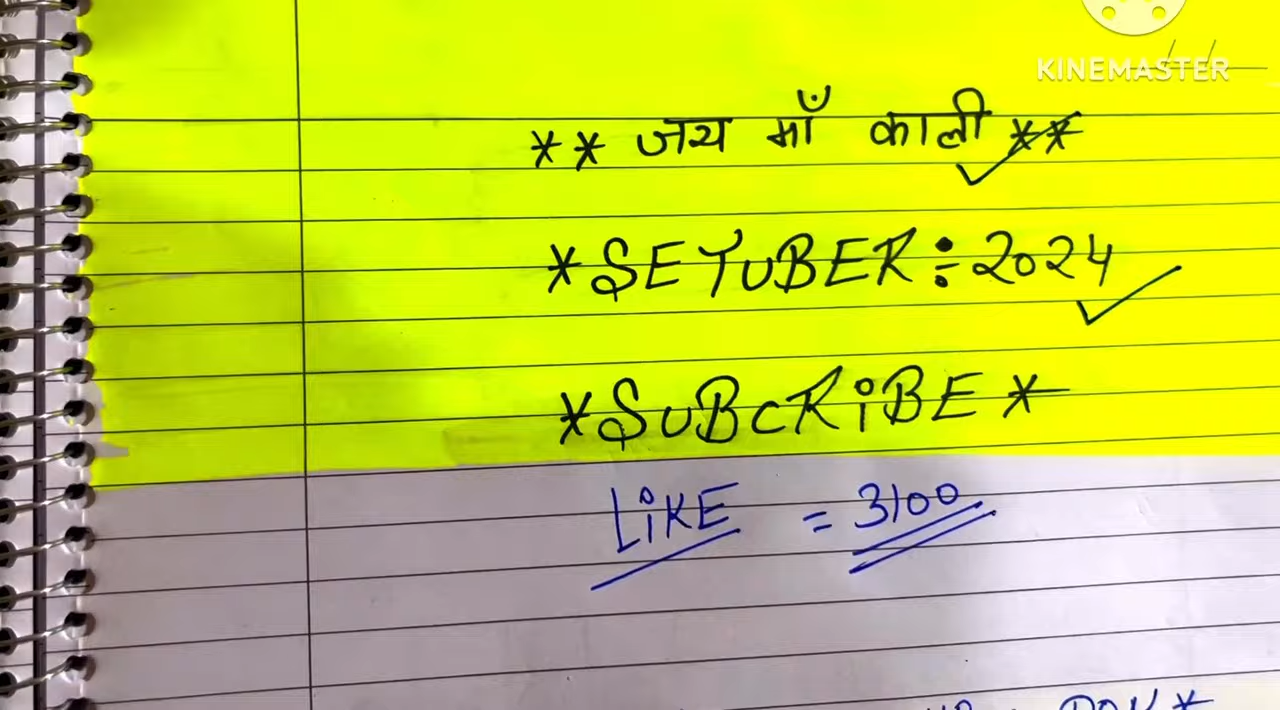 KINEMASTER
** जय माँ काली **
*SETUBER:-2024
*SUBCRIBE*
LIKE = 3100